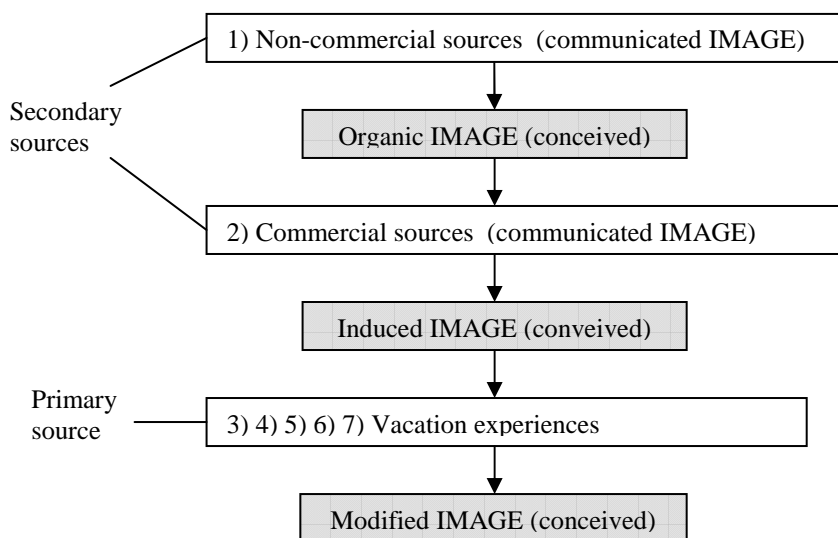 1) Non-commercial sources (communicated IMAGE)
Secondary
sources
Organic IMAGE (conceived)
2) Commercial sources (communicated IMAGE)
Induced IMAGE (conveived)
Primary
source
3) 4) 5) 6) 7) Vacation experiences
Modified IMAGE (conceived)